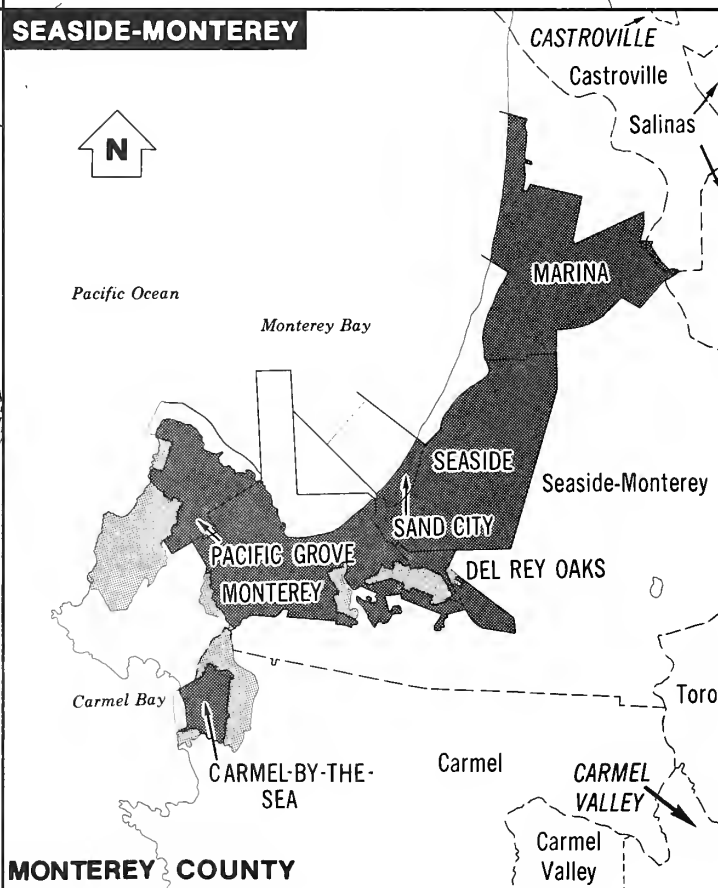 SEASIDE-MONTEREY
CASTROVILLE
Castroville
Salinas
N
MARINA
Pacific Ocean
Monterey Bay
SEASIDE
Seaside-Monterey
SAND CITY
PACIFIC GROVE
DEL REY OAKS
MONTEREY
Carmel Bay
Toro
CARMEL-BY-THE-
SEA
Carmel
CARMEL
VALLEY
Carmel
Valley
MONTEREY COUNTY